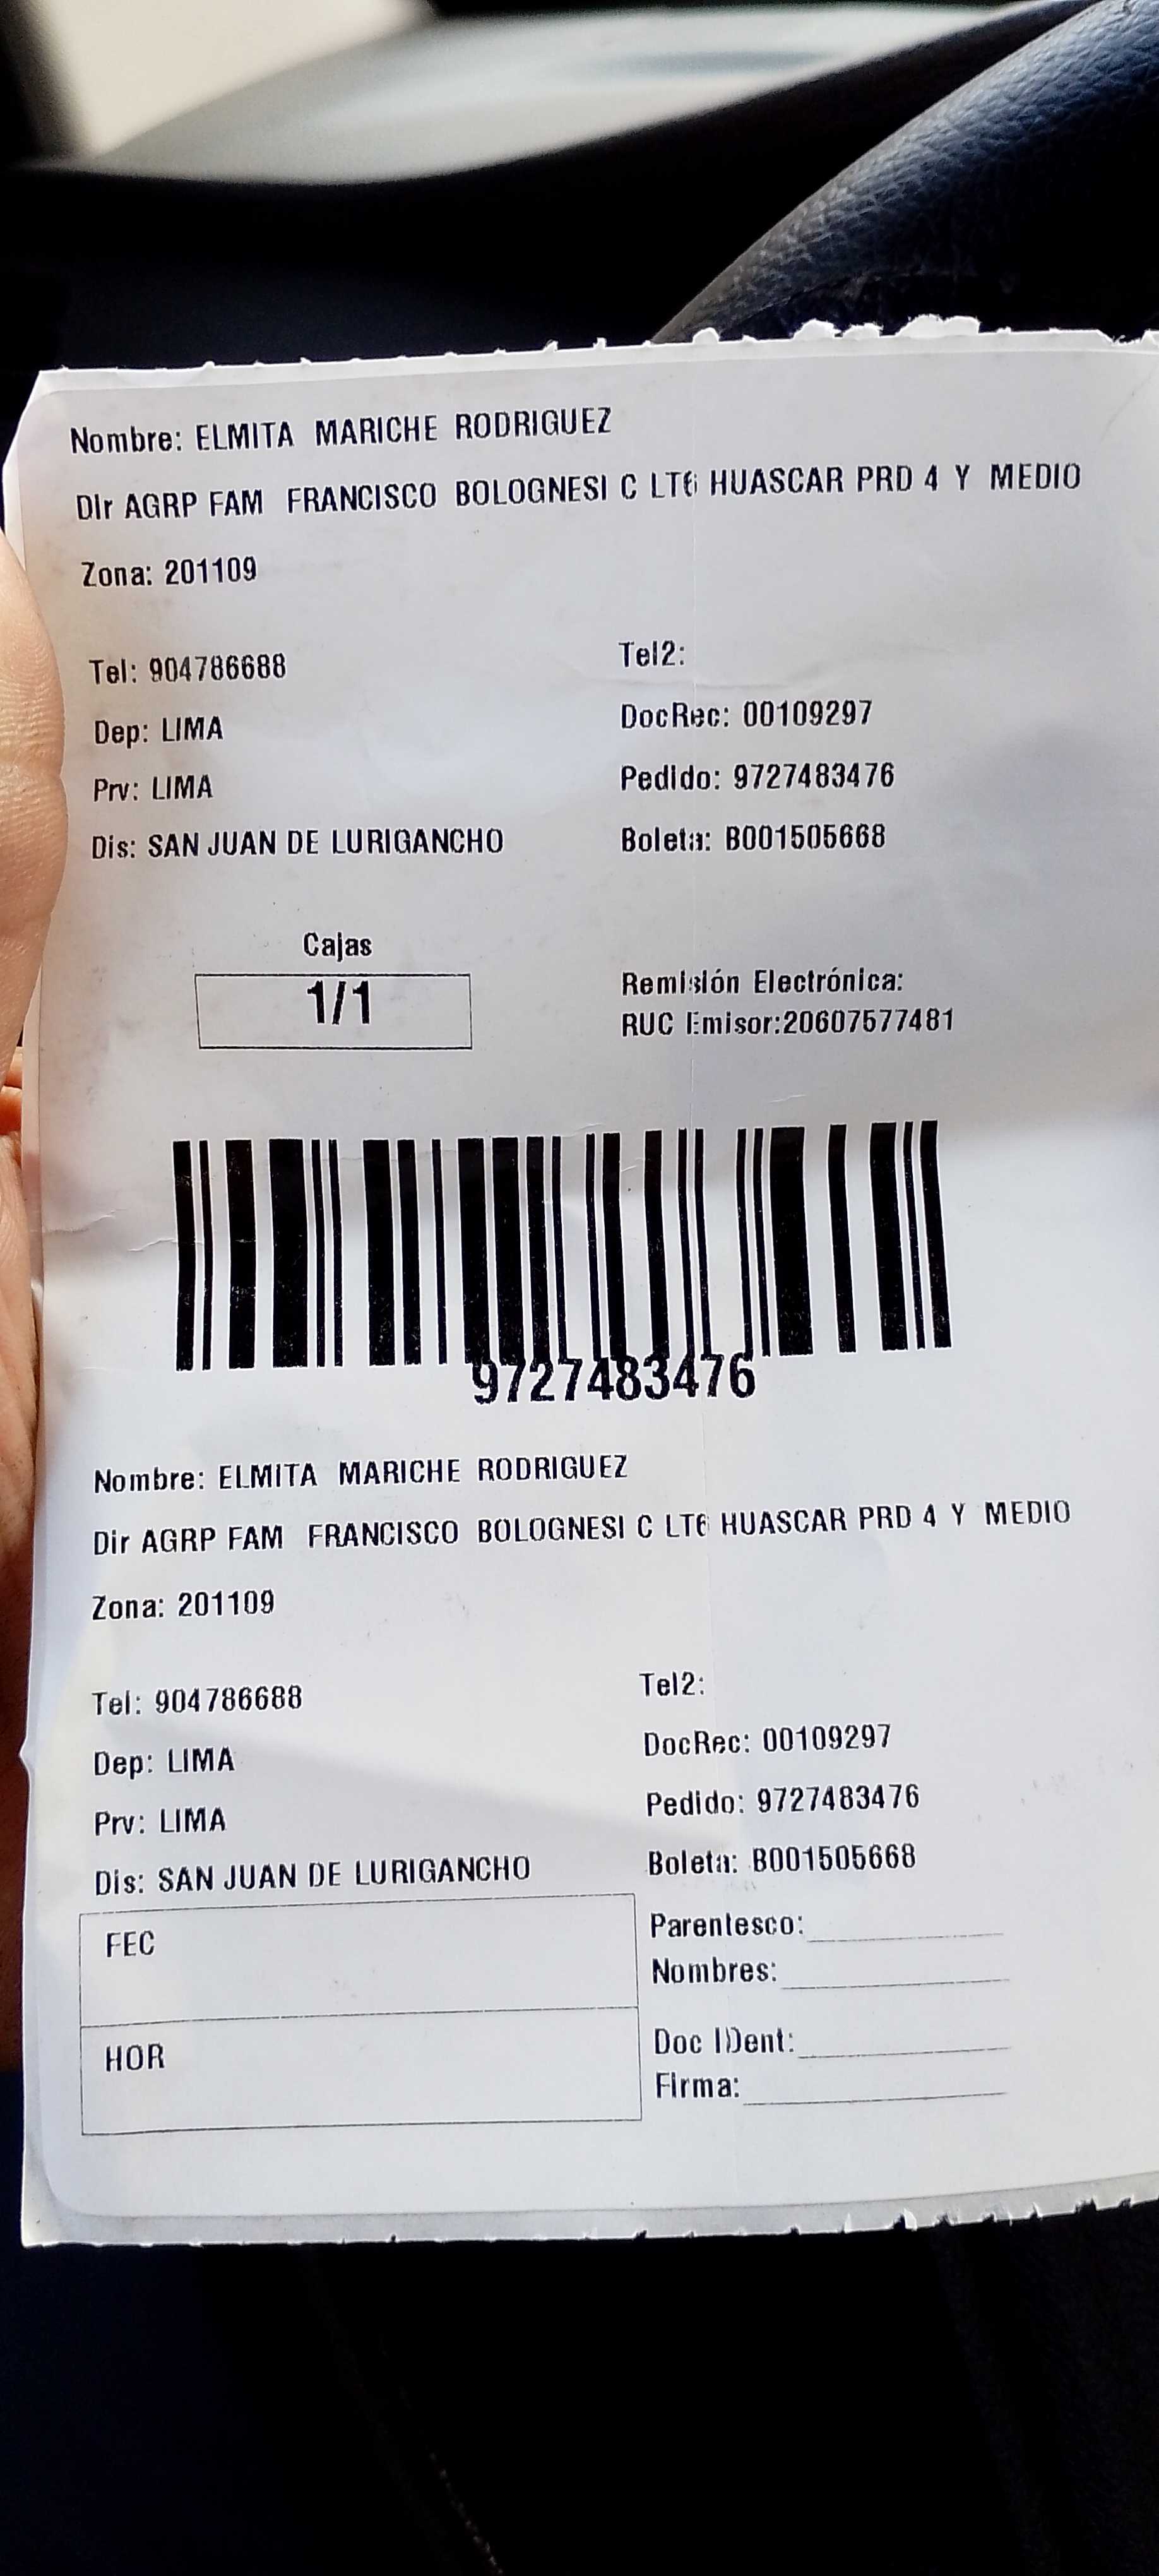 Nombre: ELMITA MARICHE RODRIGUEZ
Dir AGRP FAM FRANCISCO BOLOGNESI C LT6 HUASCAR PRD 4 Y MEDIO
Zona: 201109
Tel: 904786688 Tel2:
Dep: LIMA DocRec: 00109297
Prv: LIMA Pedido: 9727483476
Dis: SAN JUAN DE LURIGANCHO Boleta: B001505668
Cajas
1/1
Remisión Electrónica:
RUC Emisor:20607577481
9727483476
Nombre: ELMITA MARICHE RODRIGUEZ
Dir AGRP FAM FRANCISCO BOLOGNESI C LT6 HUASCAR PRD 4 Y MEDIO
Zona: 201109
Tel: 904786688 Tel2:
Dep: LIMA DocRec: 00109297
Prv: LIMA Pedido: 9727483476
Dis: SAN JUAN DE LURIGANCHO Boleta: B001505668
FEC
HOR
Parentesco:
Nombres:
Doc IDent:
Firma: